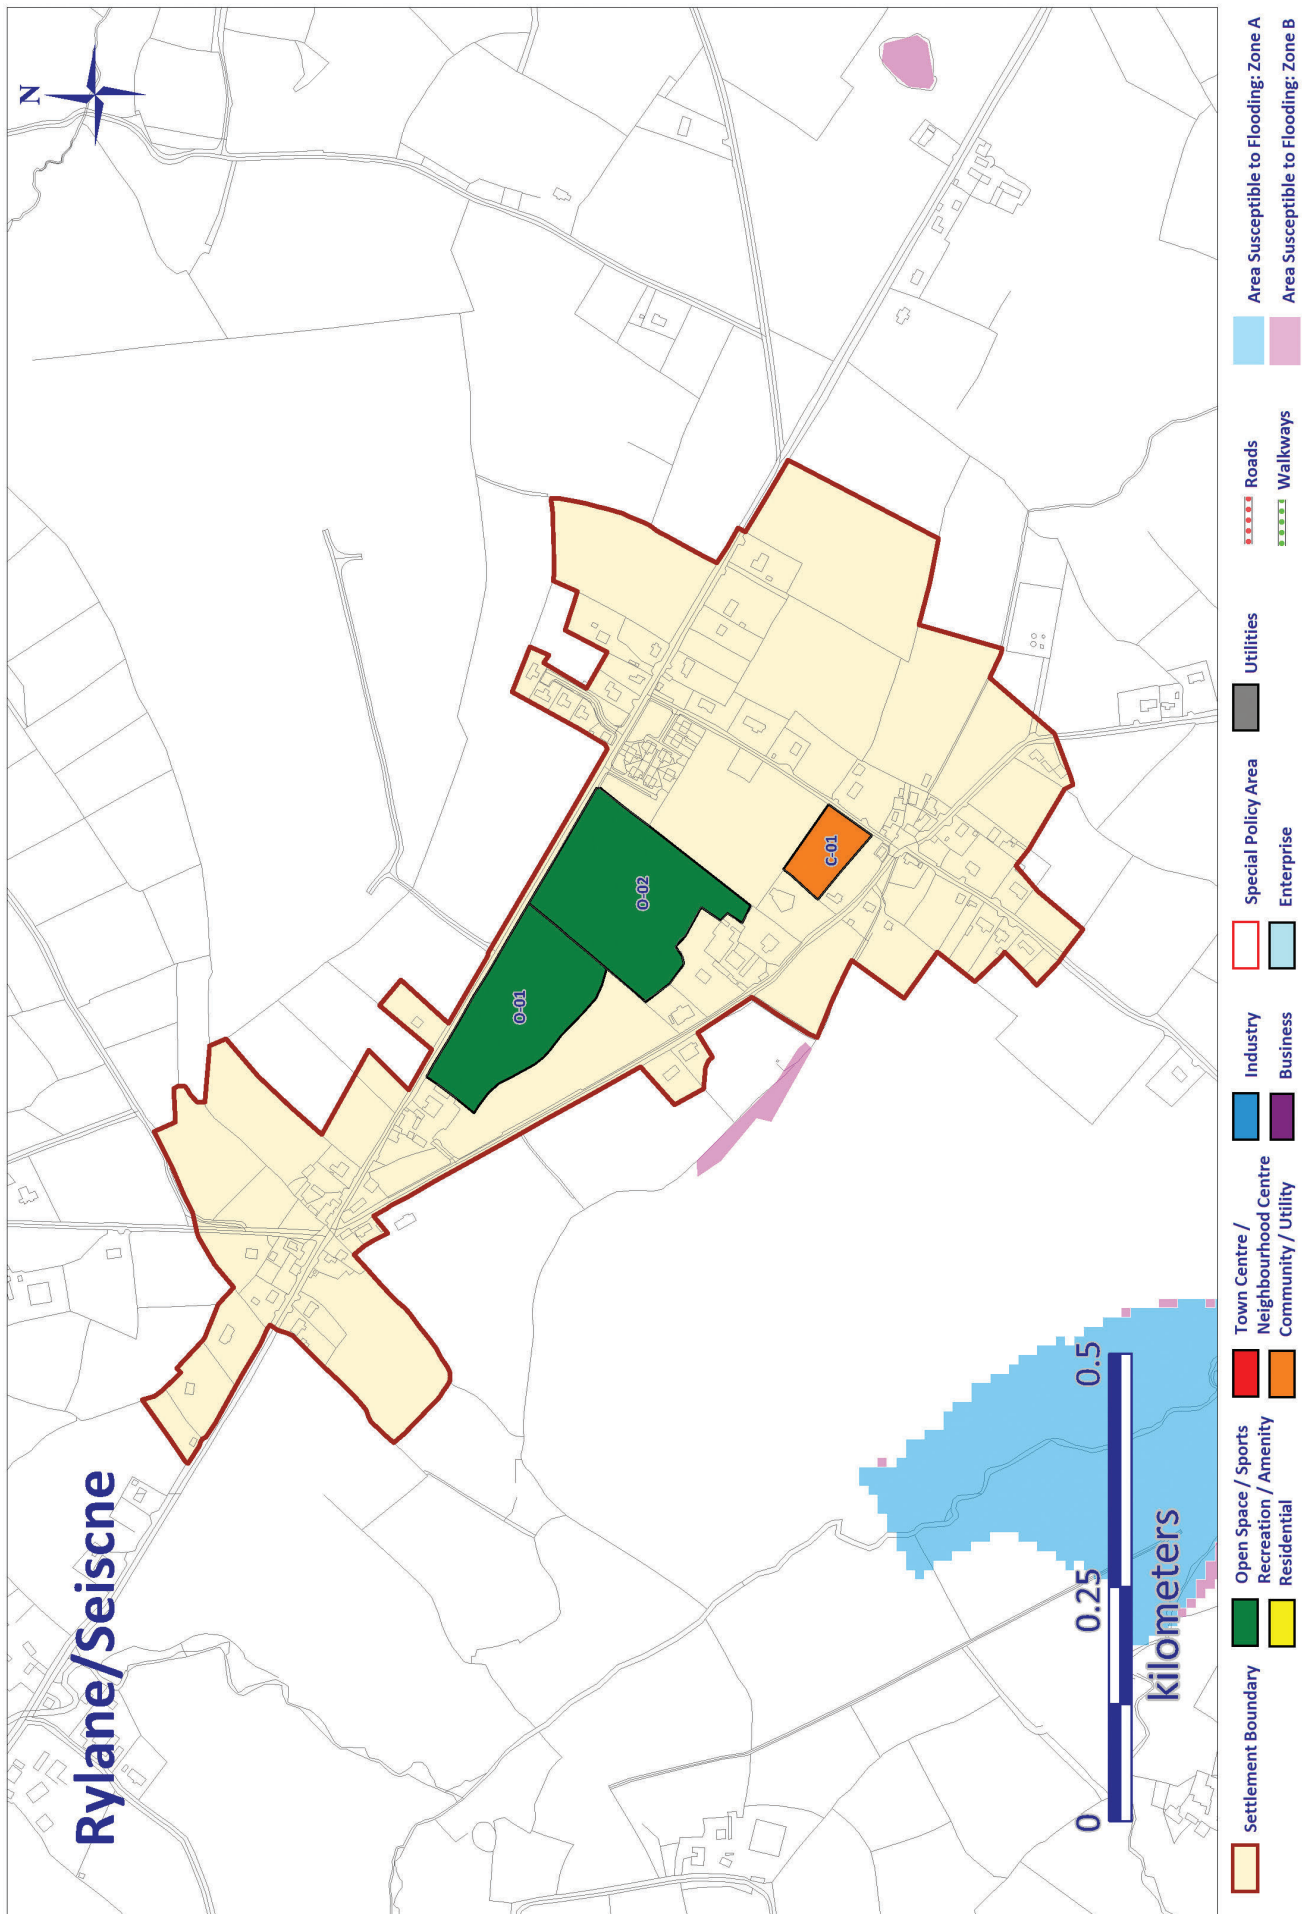 Rylane/Seiscne
N
O-01
O-02
C-01
0 0.25 0.5
kilometers
Settlement Boundary
Open Space / Sports
Recreation / Amenity
Residential
Town Centre /
Neighbourhood Centre
Community / Utility
Industry
Business
Special Policy Area
Enterprise
Utilities
Roads
Walkways
Area Susceptible to Flooding: Zone A
Area Susceptible to Flooding: Zone B